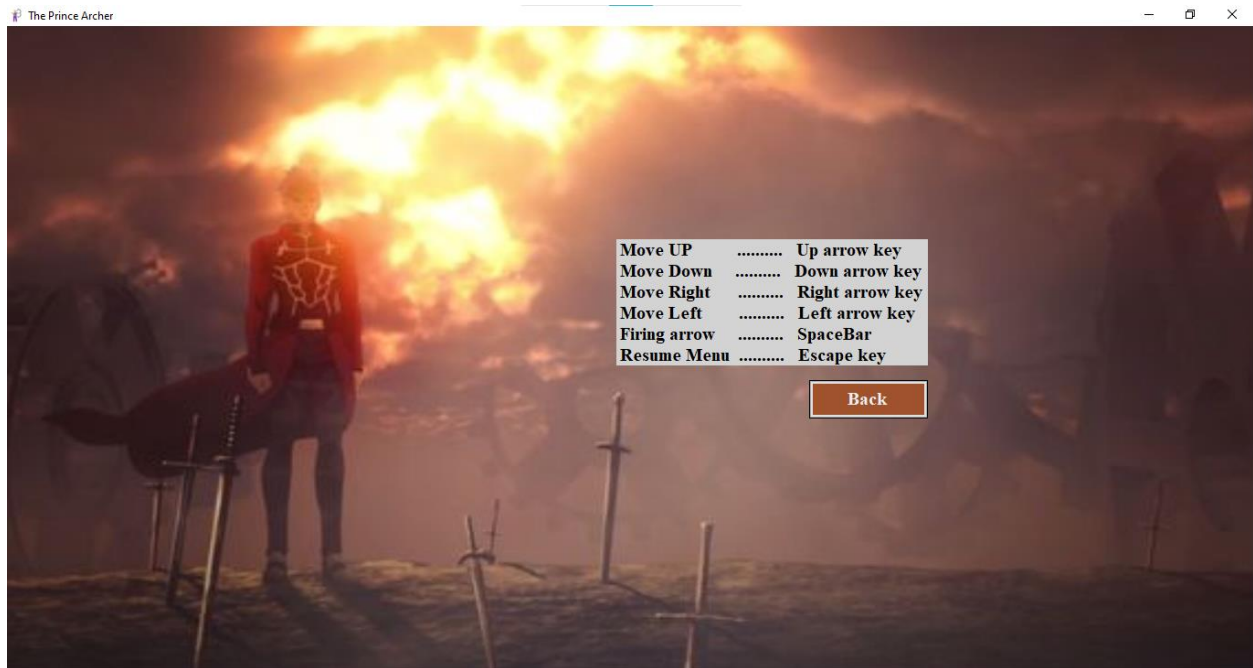 The Prince Archer
Move UP .......... Up arrow key
Move Down .......... Down arrow key
Move Right .......... Right arrow key
Move Left .......... Left arrow key
Firing arrow .......... SpaceBar
Resume Menu .......... Escape key
Back